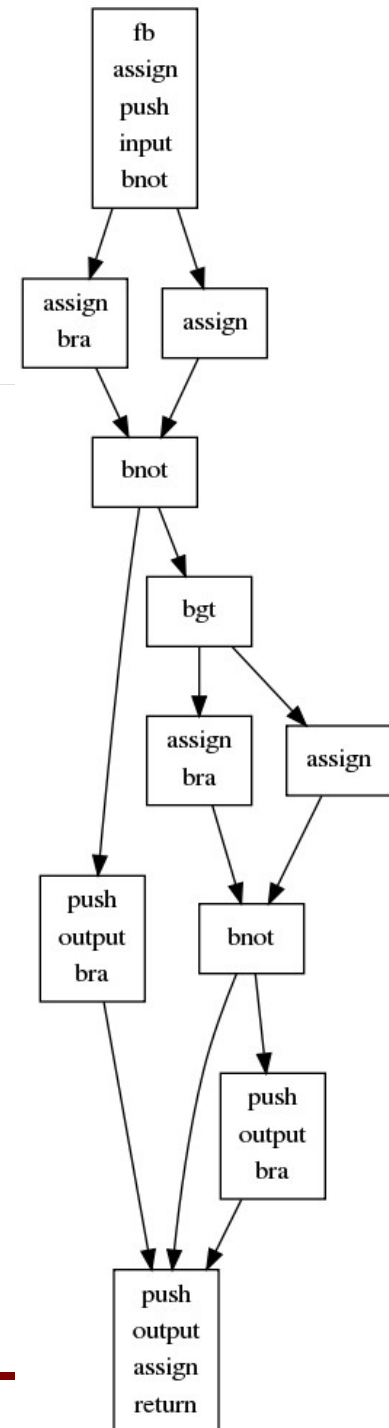 fb
assign
push
input
bnot
assign
bra
assign
bnot
bgt
assign
bra
assign
push
output
bra
bnot
push
output
bra
push
output
assign
return